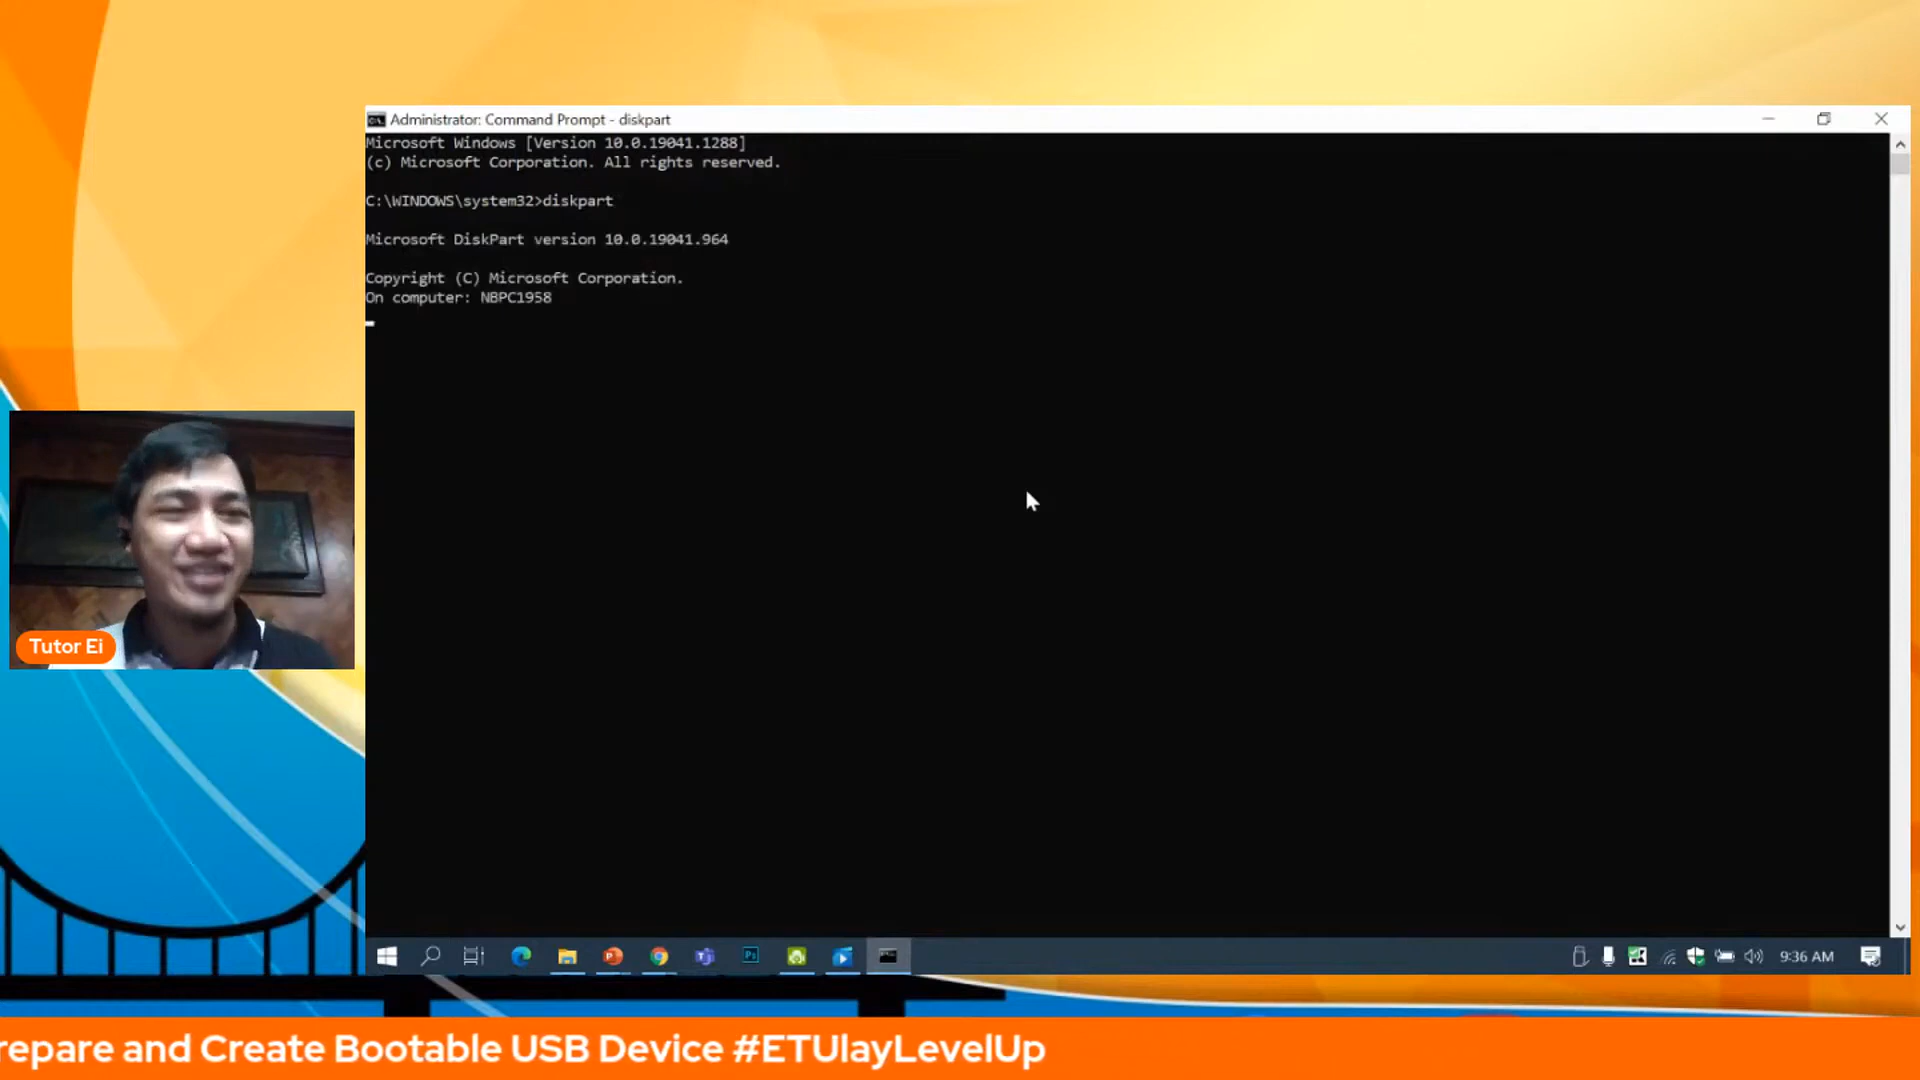 Administrator: Command Prompt - diskpart
Microsoft Windows [Version 10.0.19041.1288]
(c) Microsoft Corporation. All rights reserved.
C:\WINDOWS\system32>diskpart
Microsoft DiskPart version 10.0.19041.964
Copyright (C) Microsoft Corporation.
On computer: NBPC1958
Tutor Ei
9:36 AM
repare and Create Bootable USB Device #ETUlayLevelUp